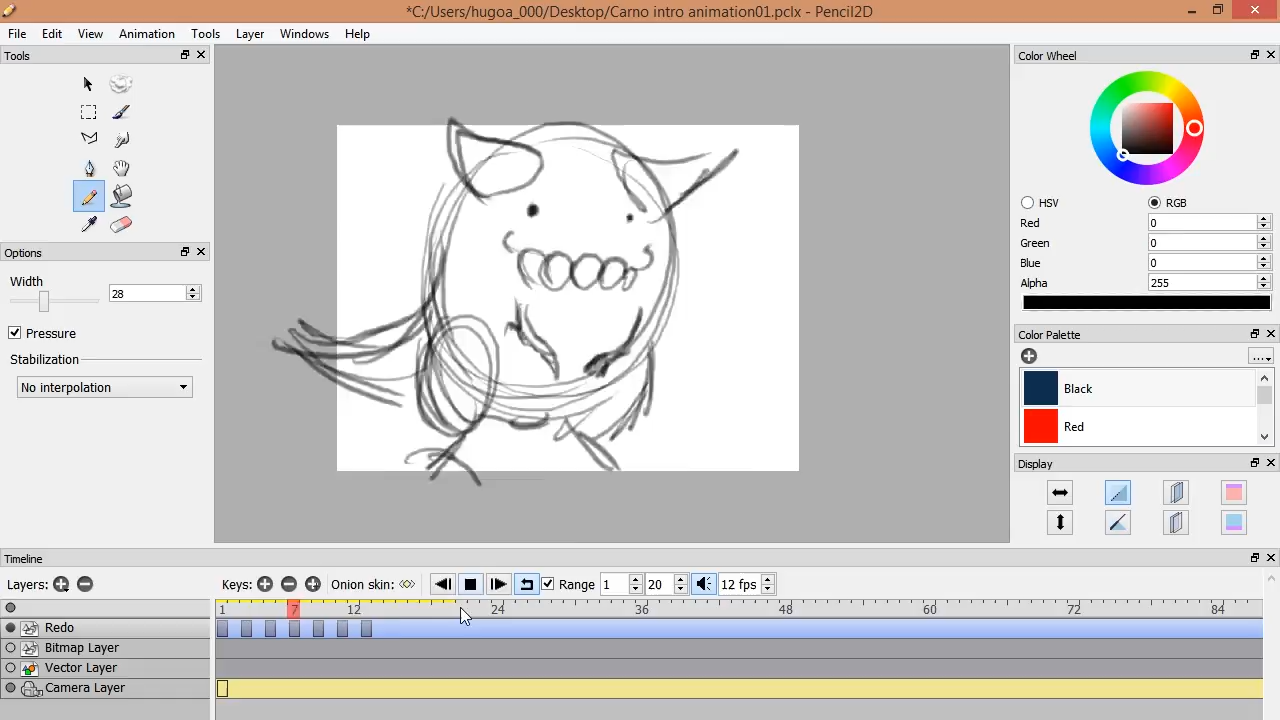 *C:/Users/hugoa_000/Desktop/Carno intro animation01.pclx - Pencil2D
File Edit View Animation Tools Layer Windows Help
Tools
Options
Width
28
Pressure
Stabilization
No interpolation
Color Wheel
HSV RGB
Red 0
Green 0
Blue 0
Alpha 255
Color Palette
Black
Red
Display
Timeline
Layers: Keys: Onion skin: Range 1 20 12 fps
1 7 12 24 36 48 60 72 84
Redo
Bitmap Layer
Vector Layer
Camera Layer